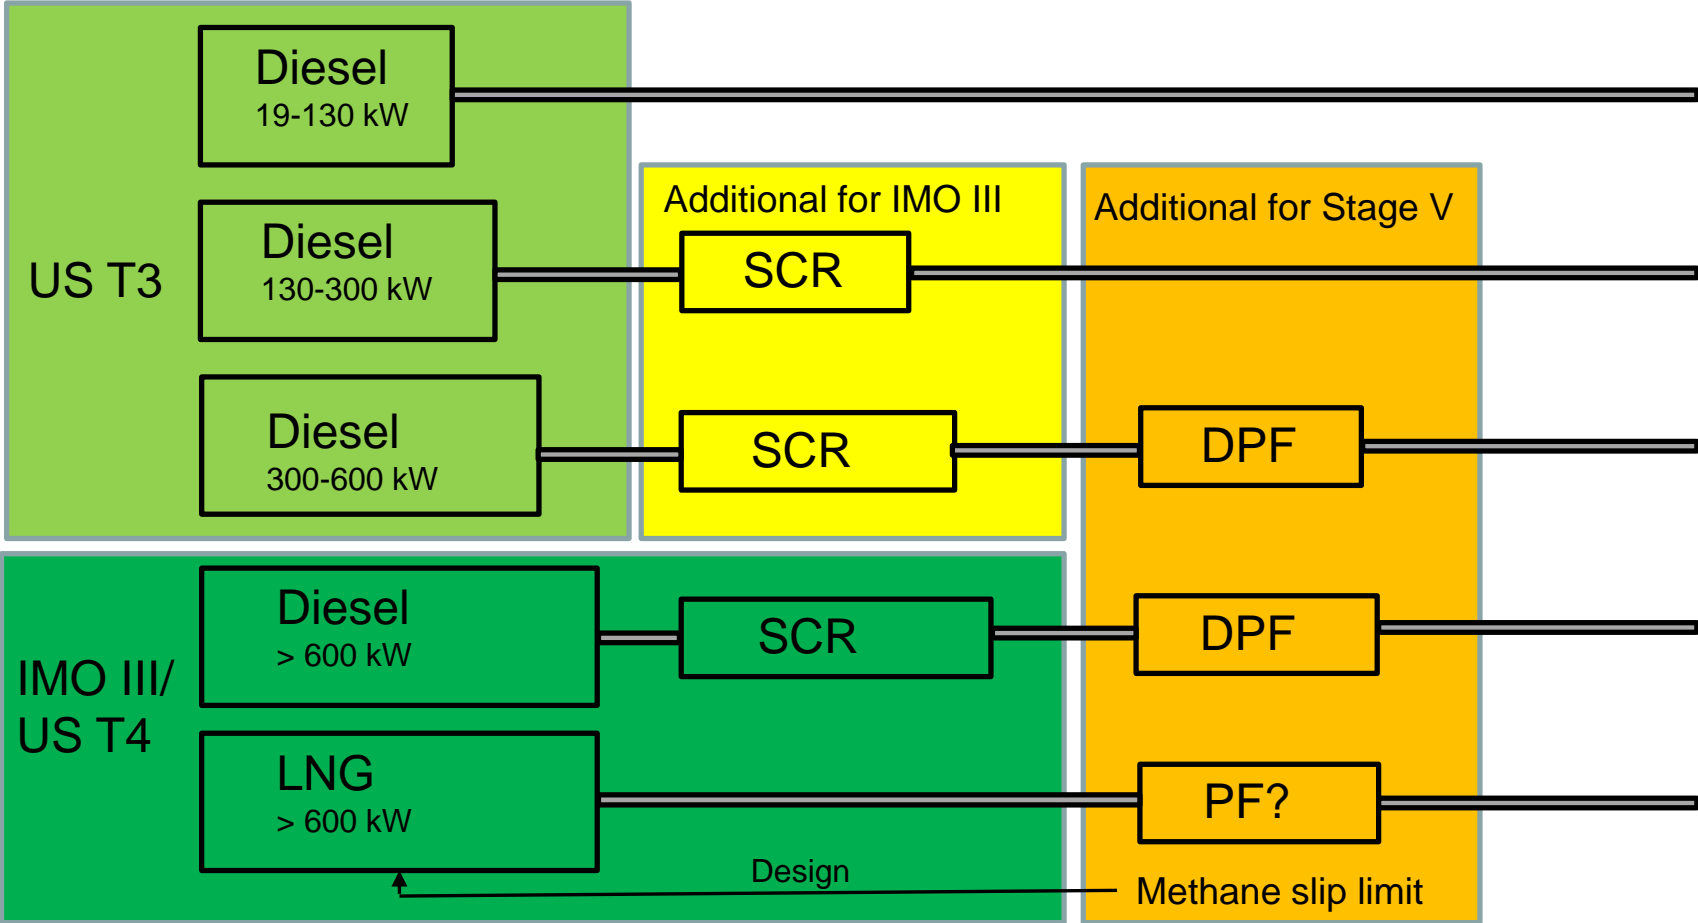 Diesel
19-130 kW
Additional for IMO III
Additional for Stage V
US T3
Diesel
130-300 kW
SCR
Diesel
300-600 kW
SCR
DPF
IMO III/
US T4
Diesel
> 600 kW
SCR
DPF
LNG
> 600 kW
PF?
Design
Methane slip limit